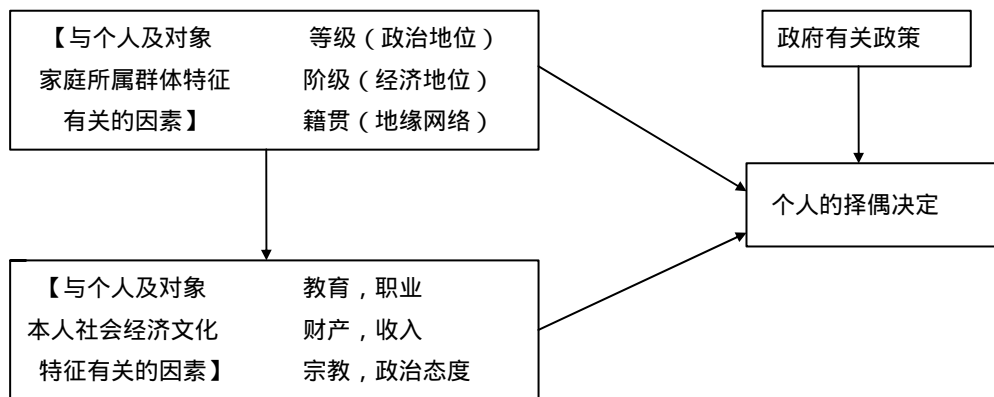 【与个人及对象 等级（政治地位）
家庭所属群体特征 阶级（经济地位）
有关的因素】 籍贯（地缘网络）
政府有关政策
个人的择偶决定
【与个人及对象 教育，职业
本人社会经济文化 财产，收入
特征有关的因素】 宗教，政治态度